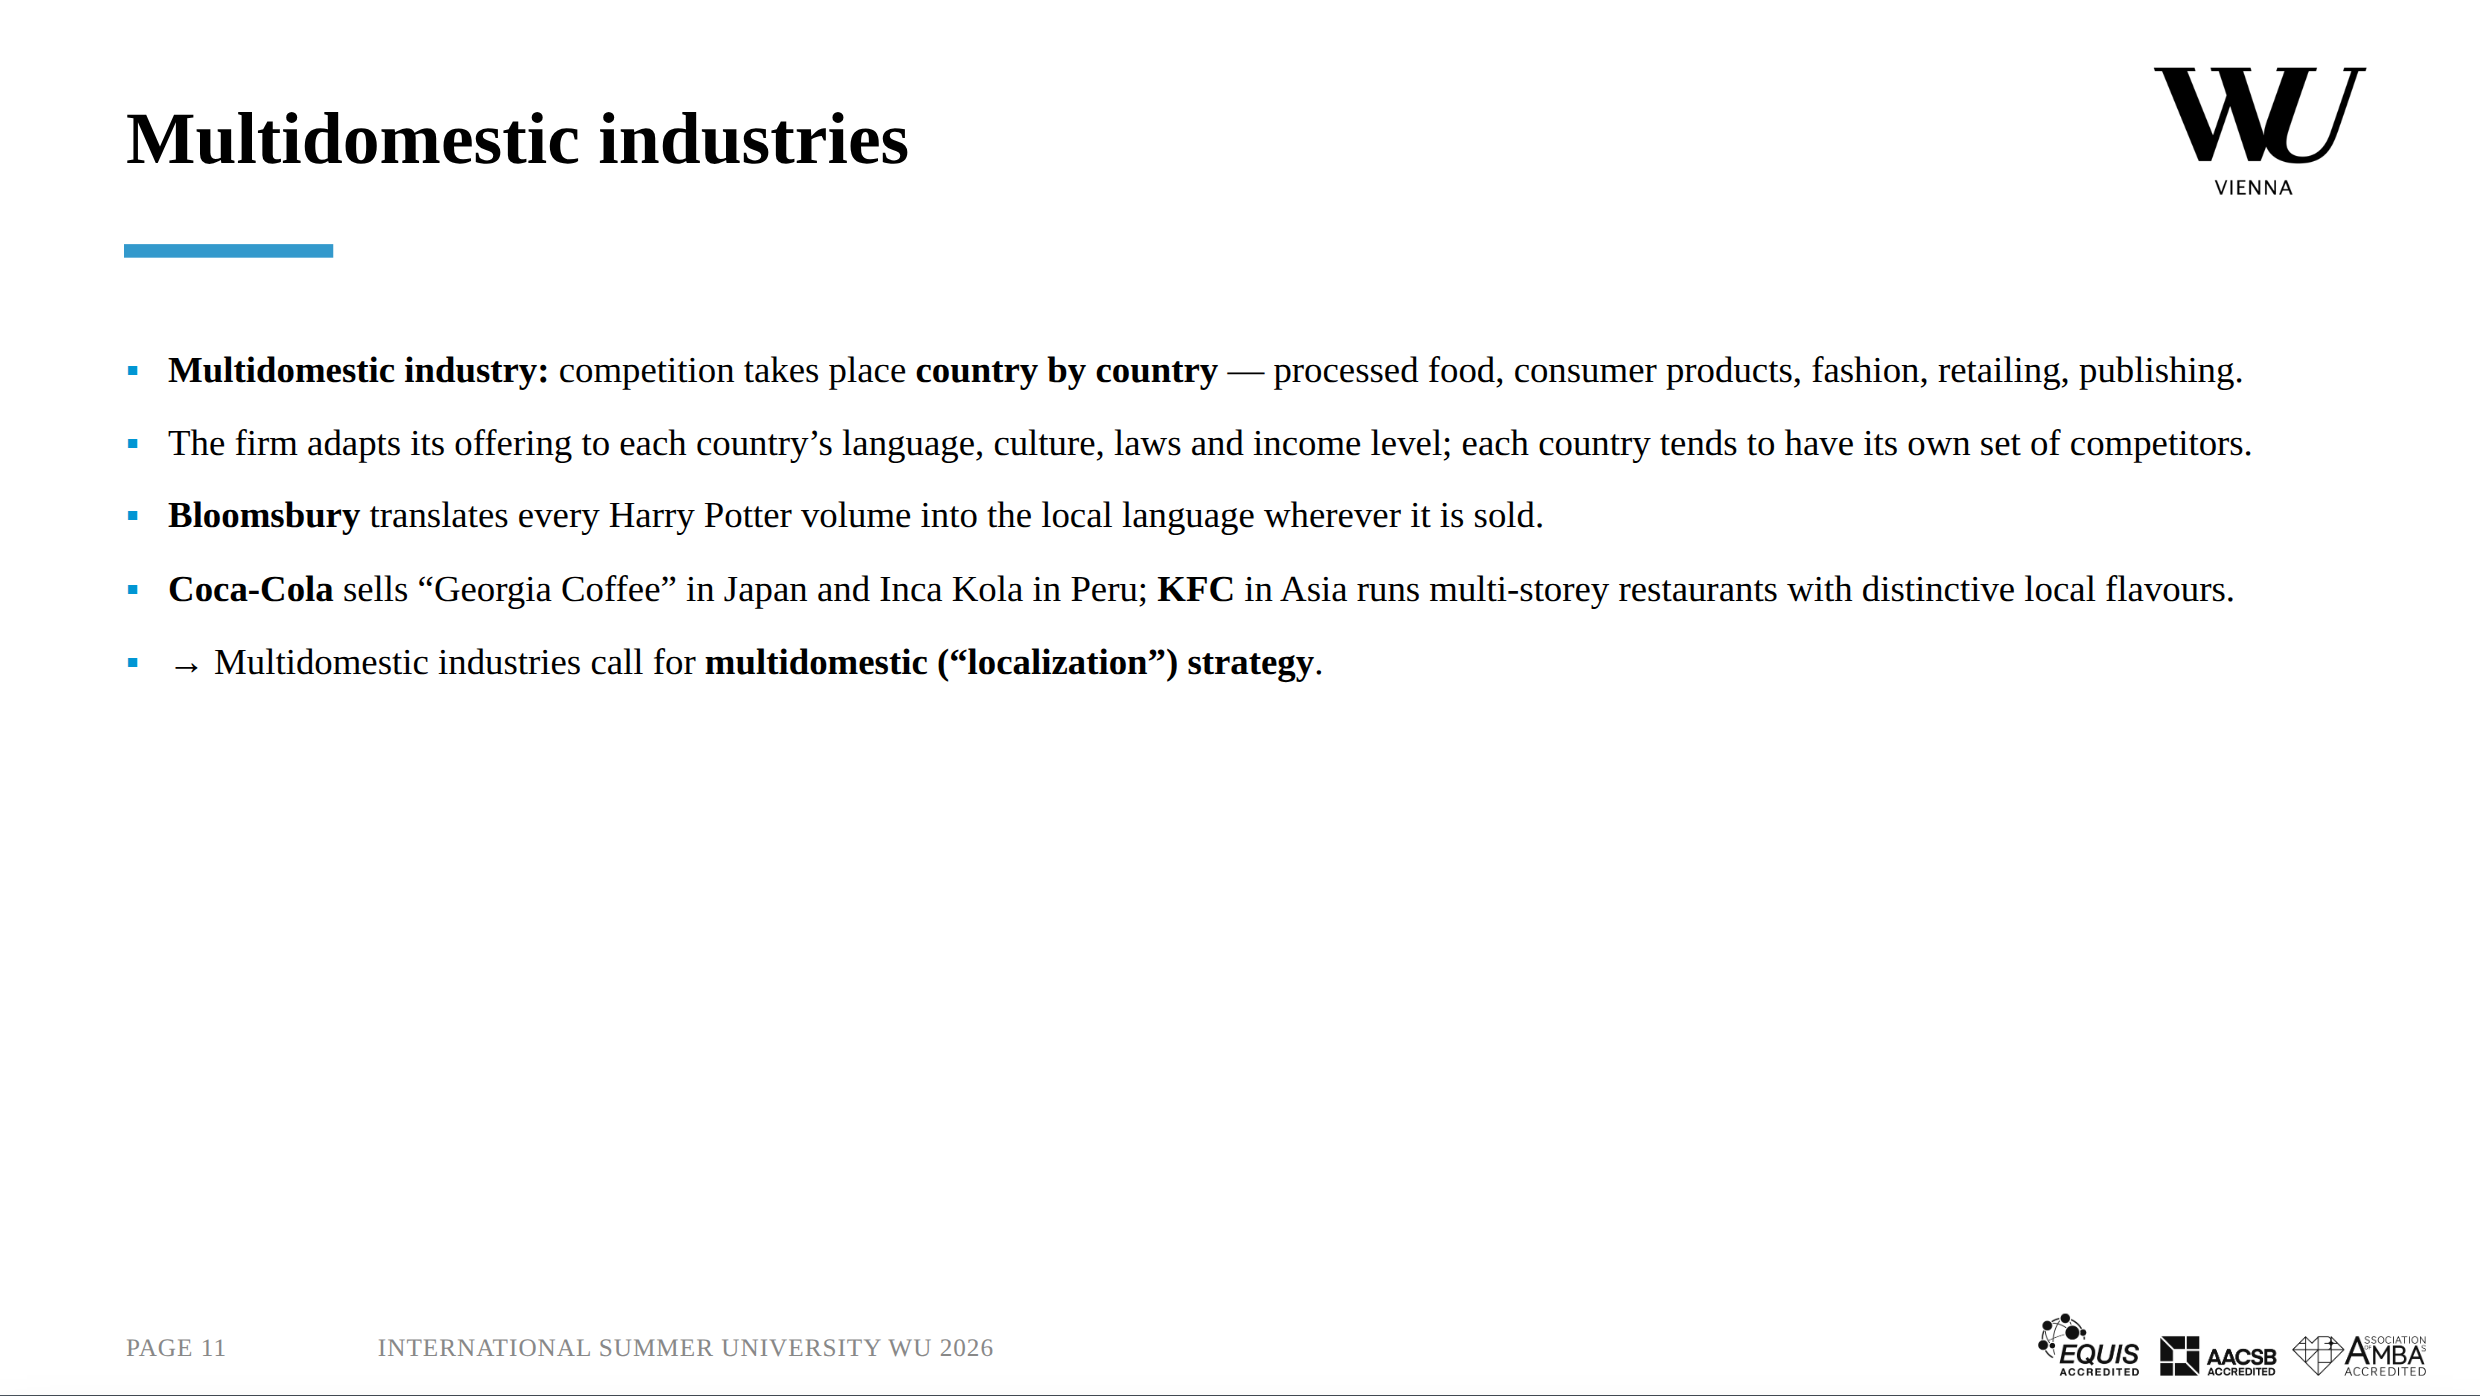 Multidomestic industries
WU
VIENNA
▪ Multidomestic industry: competition takes place country by country — processed food, consumer products, fashion, retailing, publishing.
▪ The firm adapts its offering to each country’s language, culture, laws and income level; each country tends to have its own set of competitors.
▪ Bloomsbury translates every Harry Potter volume into the local language wherever it is sold.
▪ Coca-Cola sells “Georgia Coffee” in Japan and Inca Kola in Peru; KFC in Asia runs multi-storey restaurants with distinctive local flavours.
▪ → Multidomestic industries call for multidomestic (“localization”) strategy.
PAGE 11 INTERNATIONAL SUMMER UNIVERSITY WU 2026
EQUIS
ACCREDITED
AACSB
ACCREDITED
ASSOCIATION
OF
AMBAS
ACCREDITED